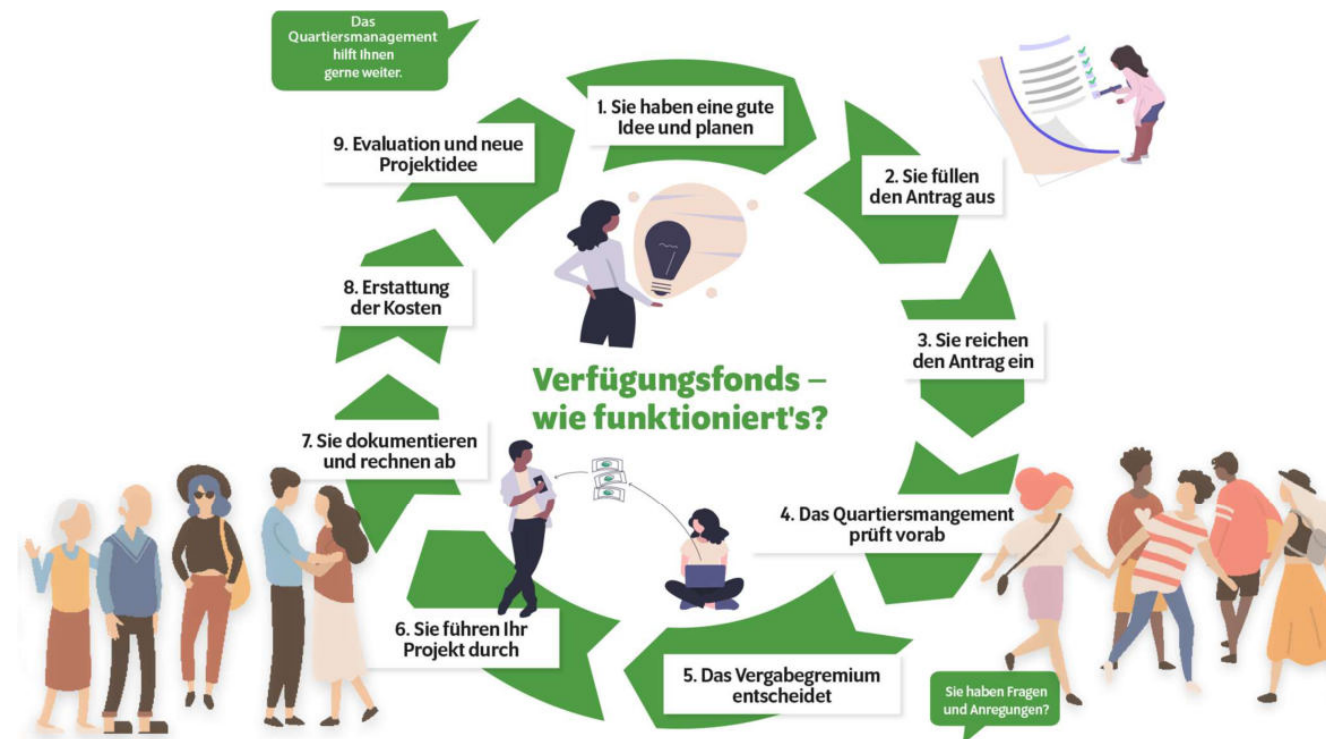 Das
Quartiersmanagement
hilft Ihnen
gerne weiter.
1. Sie haben eine gute
Idee und planen
2. Sie füllen
den Antrag aus
3. Sie reichen
den Antrag ein
4. Das Quartiersmangement
prüft vorab
5. Das Vergabegremium
entscheidet
6. Sie führen Ihr
Projekt durch
7. Sie dokumentieren
und rechnen ab
8. Erstattung
der Kosten
9. Evaluation und neue
Projektidee
Verfügungsfonds –
wie funktioniert's?
Sie haben Fragen
und Anregungen?